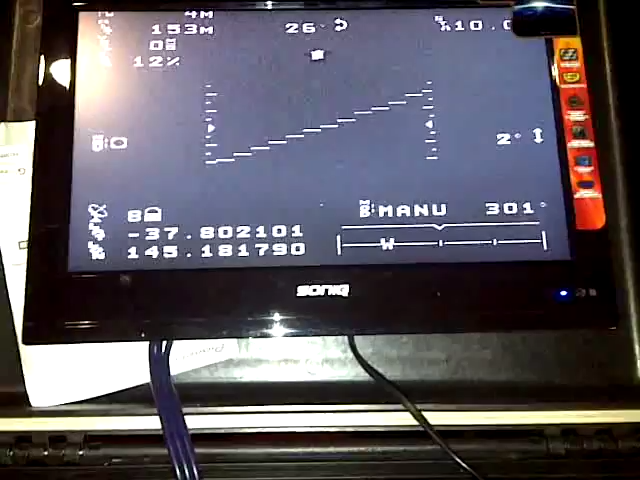 4M
153M 26° 10.0
0
12%
2°
8 MANU 301°
-37.802101
145.181790 W
SONIQ